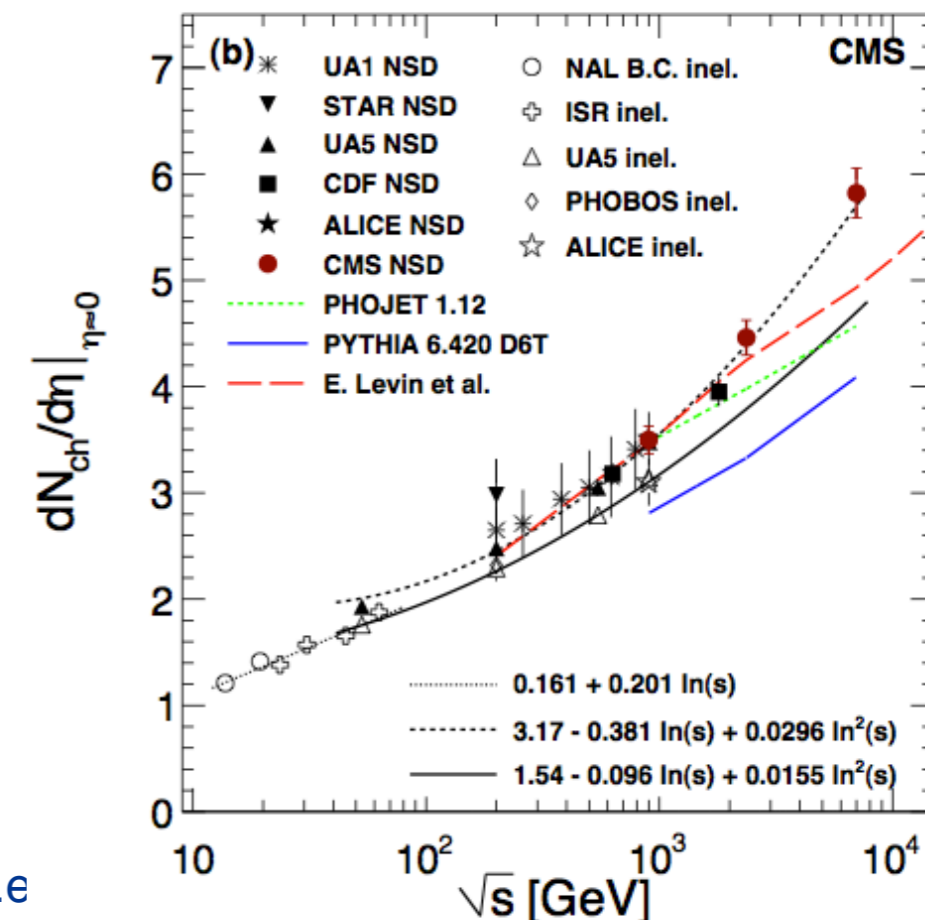 (b)
CMS
UA1 NSD
STAR NSD
UA5 NSD
CDF NSD
ALICE NSD
CMS NSD
PHOJET 1.12
PYTHIA 6.420 D6T
E. Levin et al.
NAL B.C. inel.
ISR inel.
UA5 inel.
PHOBOS inel.
ALICE inel.
dN_ch/dη|_η≈0
7
6
5
4
3
2
1
0
0.161 + 0.201 ln(s)
3.17 - 0.381 ln(s) + 0.0296 ln²(s)
1.54 - 0.096 ln(s) + 0.0155 ln²(s)
10
10²
10³
10⁴
√s [GeV]